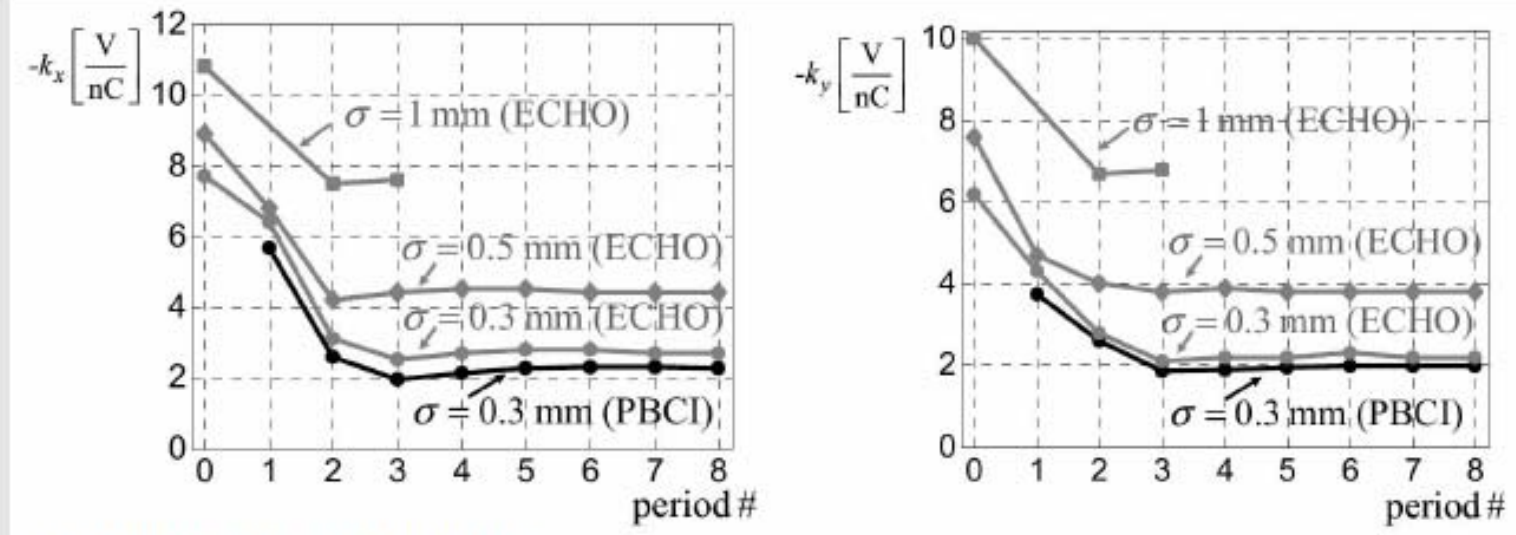 -kx [V/nC]
12
10
8
6
4
2
0
σ = 1 mm (ECHO)
σ = 0.5 mm (ECHO)
σ = 0.3 mm (ECHO)
σ = 0.3 mm (PBCI)
0 1 2 3 4 5 6 7 8
period #
-ky [V/nC]
10
8
6
4
2
0
σ = 1 mm (ECHO)
σ = 0.5 mm (ECHO)
σ = 0.3 mm (ECHO)
σ = 0.3 mm (PBCI)
0 1 2 3 4 5 6 7 8
period #